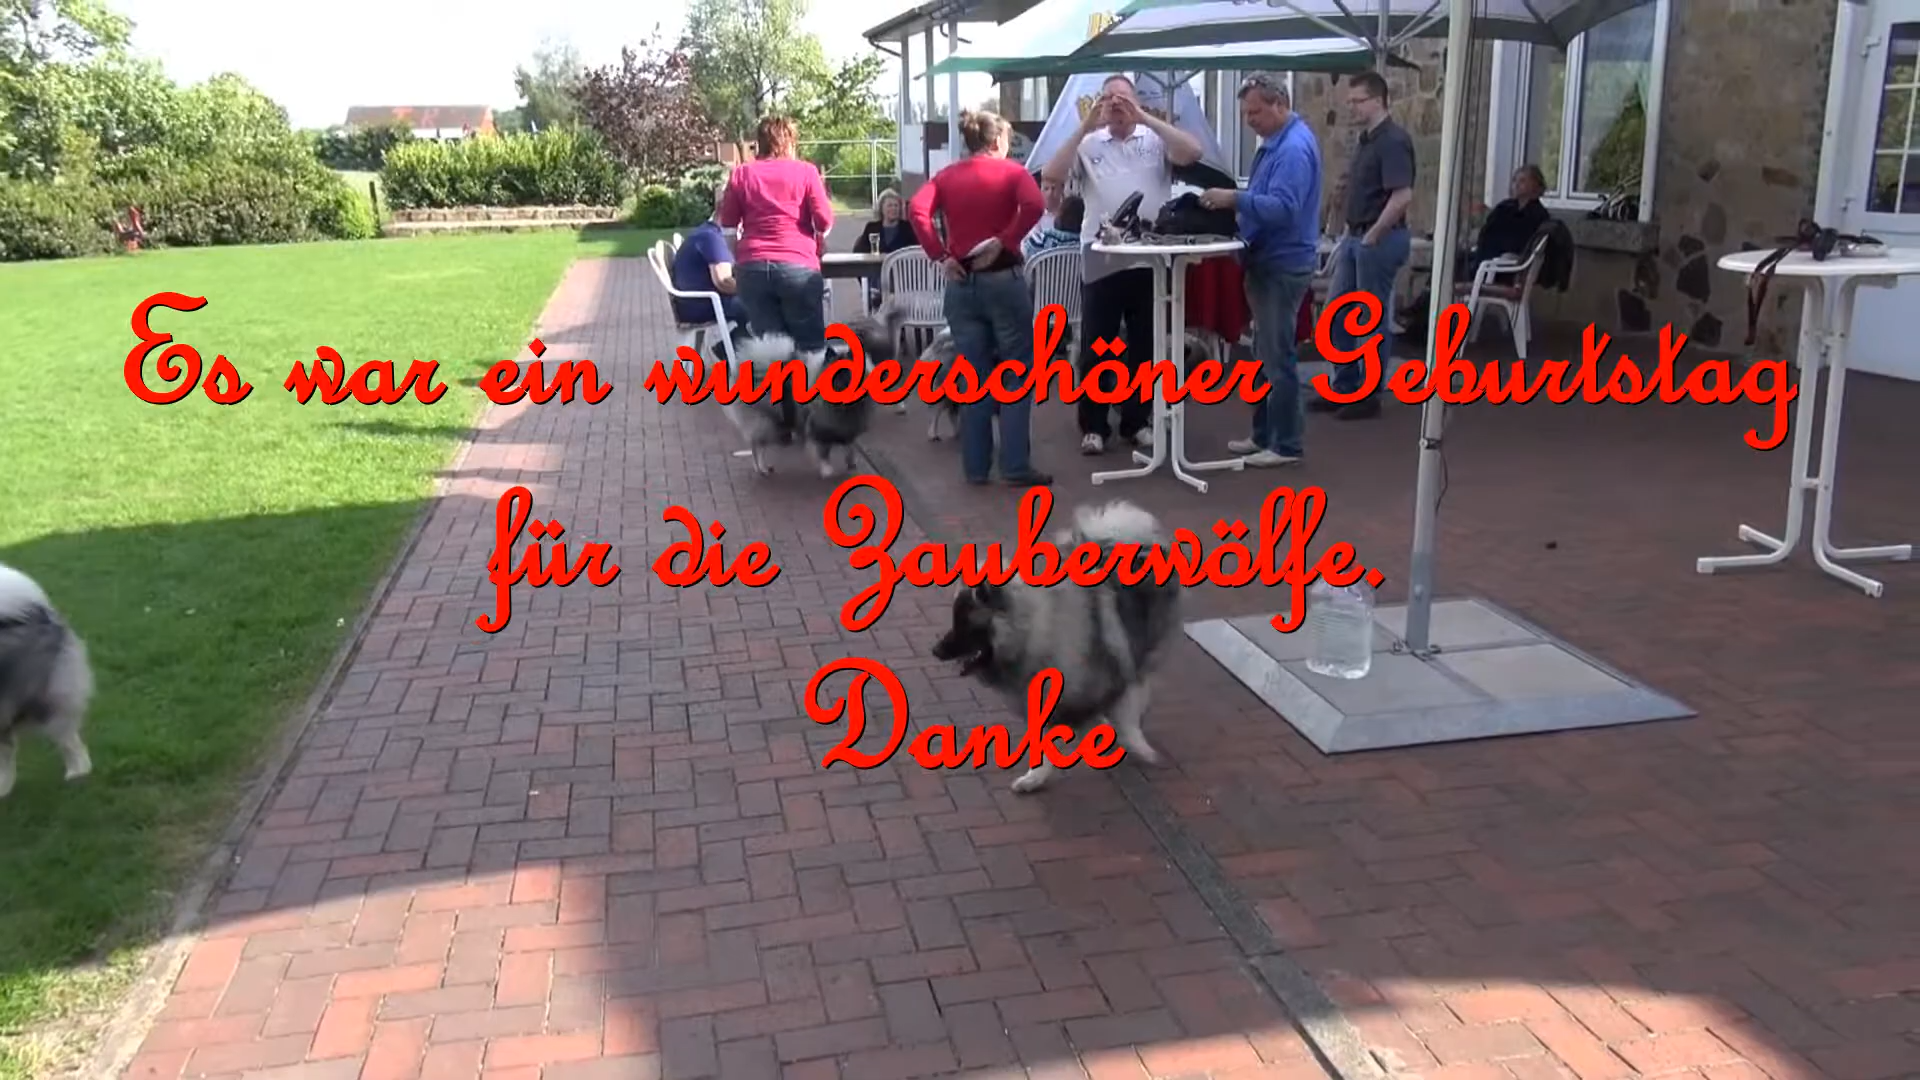 Es war ein wunderschöner Geburtstag
für die Zauberwölfe.
Danke